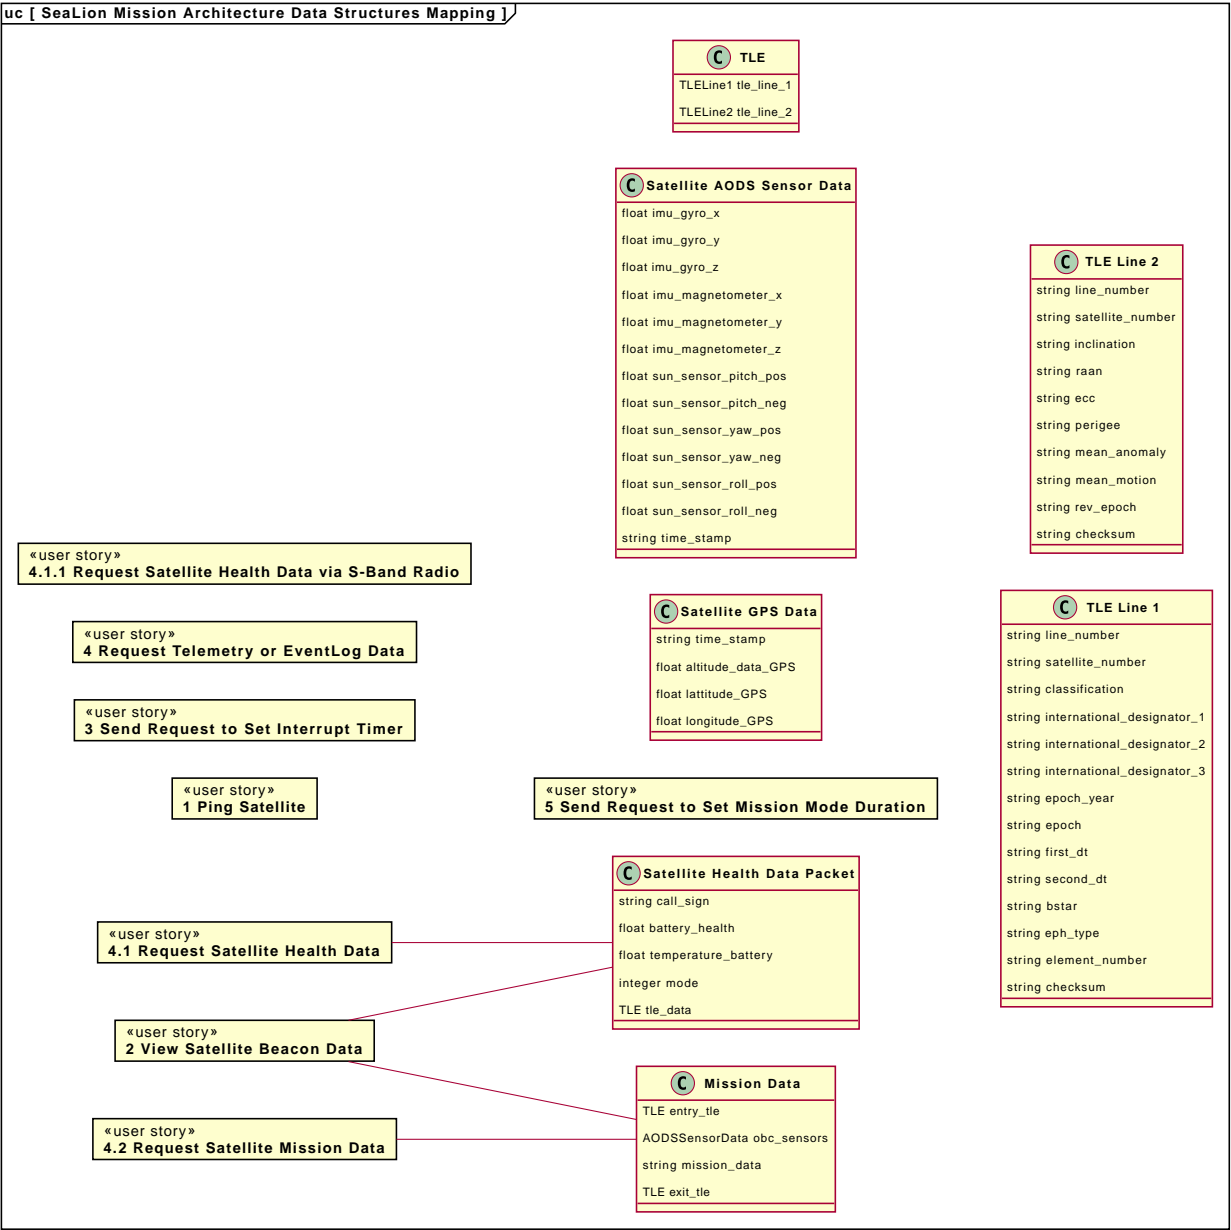 uc [ SeaLion Mission Architecture Data Structures Mapping ]
C TLE
TLELine1 tle_line_1
TLELine2 tle_line_2
C Satellite AODS Sensor Data
float imu_gyro_x
float imu_gyro_y
float imu_gyro_z
float imu_magnetometer_x
float imu_magnetometer_y
float imu_magnetometer_z
float sun_sensor_pitch_pos
float sun_sensor_pitch_neg
float sun_sensor_yaw_pos
float sun_sensor_yaw_neg
float sun_sensor_roll_pos
float sun_sensor_roll_neg
string time_stamp
C TLE Line 2
string line_number
string satellite_number
string inclination
string raan
string ecc
string perigee
string mean_anomaly
string mean_motion
string rev_epoch
string checksum
«user story»
4.1.1 Request Satellite Health Data via S-Band Radio
«user story»
4 Request Telemetry or EventLog Data
«user story»
3 Send Request to Set Interrupt Timer
«user story»
1 Ping Satellite
C Satellite GPS Data
string time_stamp
float altitude_data_GPS
float lattitude_GPS
float longitude_GPS
«user story»
5 Send Request to Set Mission Mode Duration
C TLE Line 1
string line_number
string satellite_number
string classification
string international_designator_1
string international_designator_2
string international_designator_3
string epoch_year
string epoch
string first_dt
string second_dt
string bstar
string eph_type
string element_number
string checksum
C Satellite Health Data Packet
string call_sign
float battery_health
float temperature_battery
integer mode
TLE tle_data
«user story»
4.1 Request Satellite Health Data
«user story»
2 View Satellite Beacon Data
«user story»
4.2 Request Satellite Mission Data
C Mission Data
TLE entry_tle
AODSSensorData obc_sensors
string mission_data
TLE exit_tle